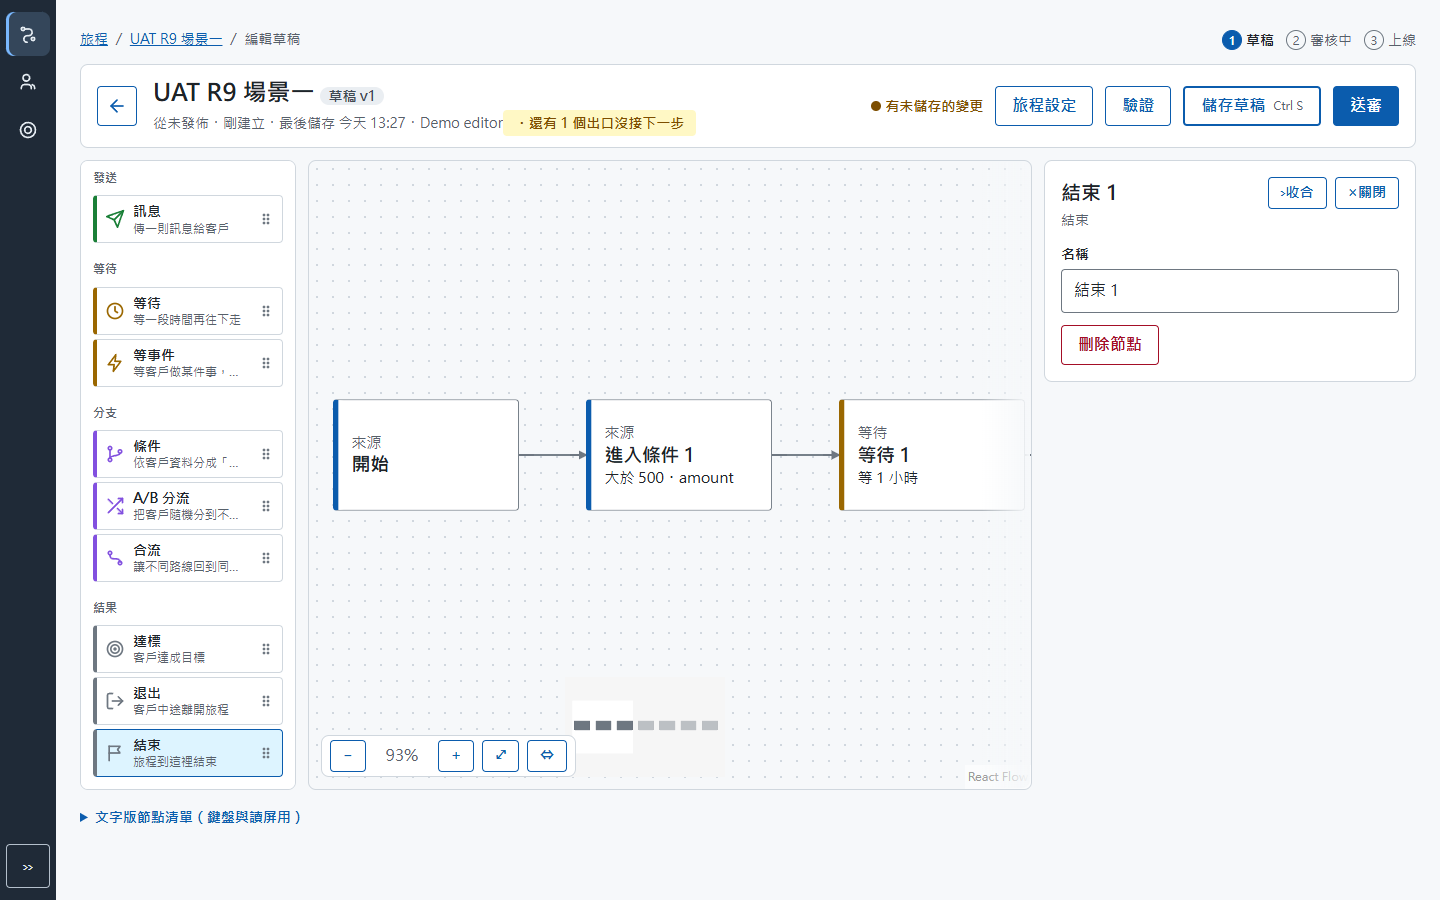 旅程 / UAT R9 場景一 / 編輯草稿
1 草稿 2 審核中 3 上線
UAT R9 場景一 草稿 v1
從未發佈・剛建立・最後儲存 今天 13:27・Demo editor ・還有 1 個出口沒接下一步
有未儲存的變更
旅程設定
驗證
儲存草稿 Ctrl S
送審
發送
訊息
傳一則訊息給客戶
等待
等待
等一段時間再往下走
等事件
等客戶做某件事，...
分支
條件
依客戶資料分成「...
A/B 分流
把客戶隨機分到不...
合流
讓不同路線回到同...
結果
達標
客戶達成目標
退出
客戶中途離開旅程
結束
旅程到這裡結束
來源
開始
來源
進入條件 1
大於 500・amount
等待
等待 1
等 1 小時
− 93% +
React Flow
結束 1
›收合
×關閉
結束
名稱
結束 1
刪除節點
▶ 文字版節點清單（鍵盤與讀屏用）
»